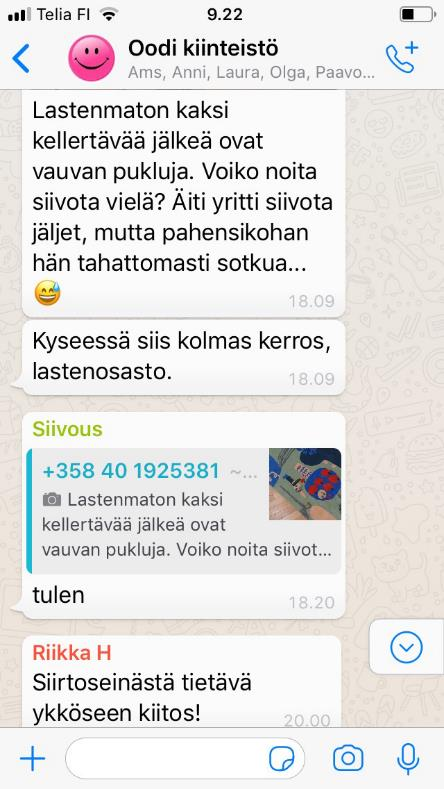 Telia FI
9.22
Oodi kiinteistö
Ams, Anni, Laura, Olga, Paavo...
Lastenmaton kaksi
kellertävää jälkeä ovat
vauvan pukluja. Voiko noita
siivota vielä? Äiti yritti siivota
jäljet, mutta pahensikohan
hän tahattomasti sotkua...
😅
18.09
Kyseessä siis kolmas kerros,
lastenosasto.
18.09
Siivous
+358 40 1925381 ~...
📷 Lastenmaton kaksi
kellertävää jälkeä ovat
vauvan pukluja. Voiko noita siivot...
tulen
18.20
Riikka H
Siirtoseinästä tietävä
ykköseen kiitos!
20.00